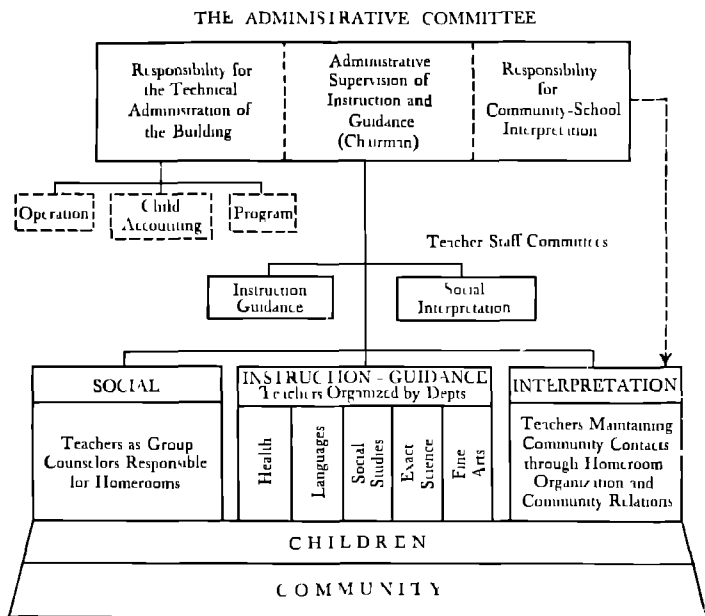 THE ADMINISTRATIVE COMMITTEE
Responsibility for
the Technical
Administration of
the Building
Administrative
Supervision of
Instruction and
Guidance
(Chairman)
Responsibility
for
Community-School
Interpretation
Operation
Child
Accounting
Program
Teacher Staff Committees
Instruction
Guidance
Social
Interpretation
SOCIAL
Teachers as Group
Counselors Responsible
for Homerooms
INSTRUCTION - GUIDANCE
Teachers Organized by Depts
Health
Languages
Social
Studies
Exact
Science
Fine
Arts
INTERPRETATION
Teachers Maintaining
Community Contacts
through Homeroom
Organization and
Community Relations
CHILDREN
COMMUNITY